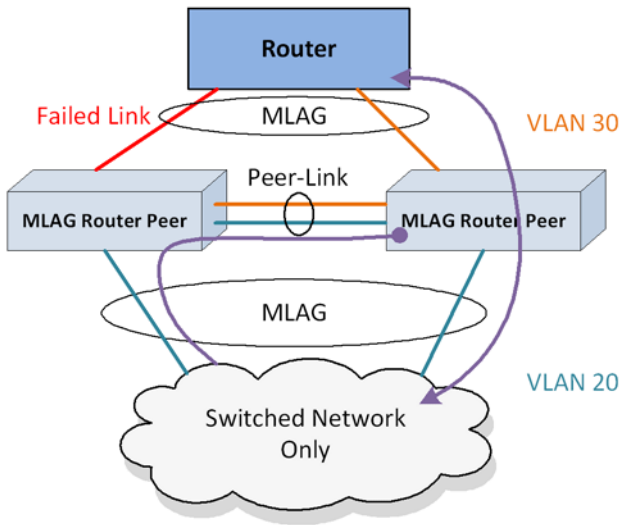 Router
Failed Link
MLAG
VLAN 30
Peer-Link
MLAG Router Peer
MLAG Router Peer
MLAG
VLAN 20
Switched Network
Only